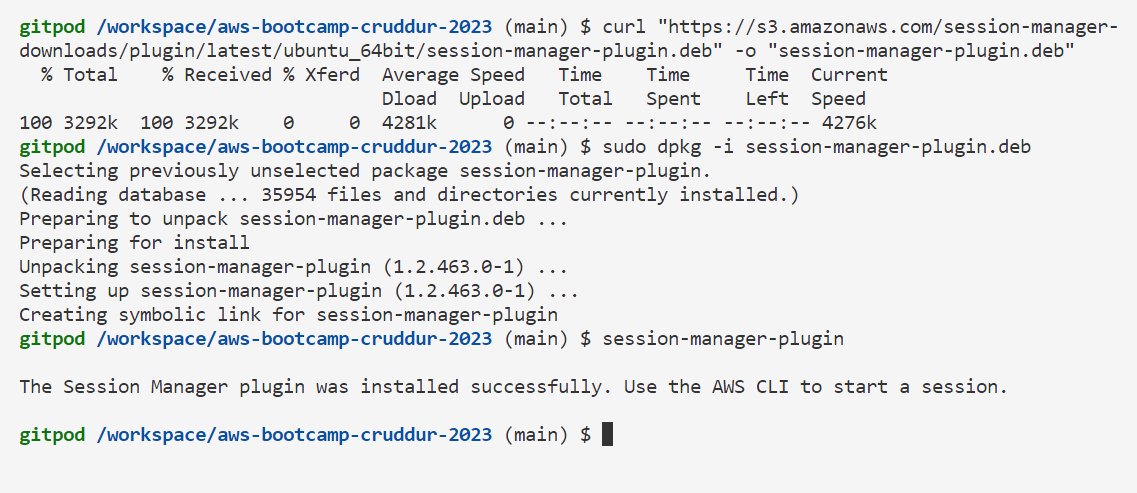 gitpod /workspace/aws-bootcamp-cruddur-2023 (main) $ curl "https://s3.amazonaws.com/session-manager-
downloads/plugin/latest/ubuntu_64bit/session-manager-plugin.deb" -o "session-manager-plugin.deb"
  % Total    % Received % Xferd  Average Speed   Time    Time     Time  Current
                                 Dload  Upload   Total   Spent    Left  Speed
100 3292k  100 3292k    0     0  4281k      0 --:--:-- --:--:-- --:--:-- 4276k
gitpod /workspace/aws-bootcamp-cruddur-2023 (main) $ sudo dpkg -i session-manager-plugin.deb
Selecting previously unselected package session-manager-plugin.
(Reading database ... 35954 files and directories currently installed.)
Preparing to unpack session-manager-plugin.deb ...
Preparing for install
Unpacking session-manager-plugin (1.2.463.0-1) ...
Setting up session-manager-plugin (1.2.463.0-1) ...
Creating symbolic link for session-manager-plugin
gitpod /workspace/aws-bootcamp-cruddur-2023 (main) $ session-manager-plugin
The Session Manager plugin was installed successfully. Use the AWS CLI to start a session.
gitpod /workspace/aws-bootcamp-cruddur-2023 (main) $